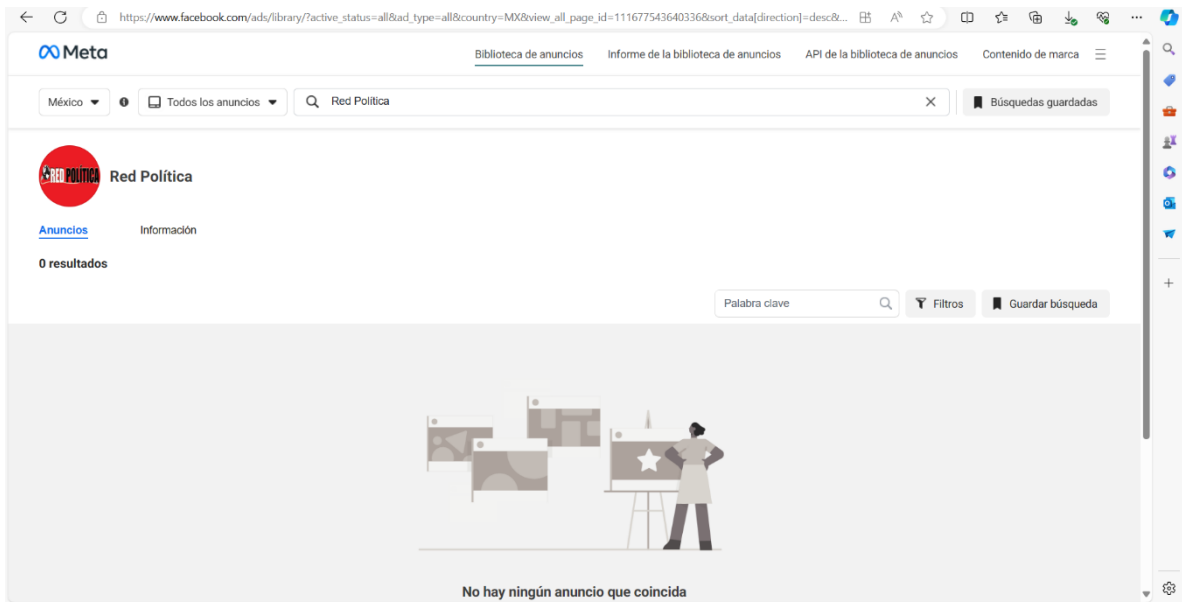 https://www.facebook.com/ads/library/?active_status=all&ad_type=all&country=MX&view_all_page_id=111677543640336&sort_data[direction]=desc&...
Meta
Biblioteca de anuncios Informe de la biblioteca de anuncios API de la biblioteca de anuncios Contenido de marca
México Todos los anuncios Red Política Búsquedas guardadas
RED POLÍTICA Red Política
Anuncios Información
0 resultados
Palabra clave Filtros Guardar búsqueda
No hay ningún anuncio que coincida